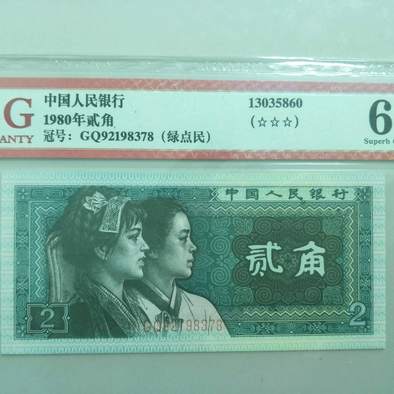 G
ANTY
中国人民银行
1980年贰角
冠号: GQ92198378 (绿点民)
13035860
(☆☆☆)
6
Superb
中国人民银行
贰角
2
GQ92198378
2